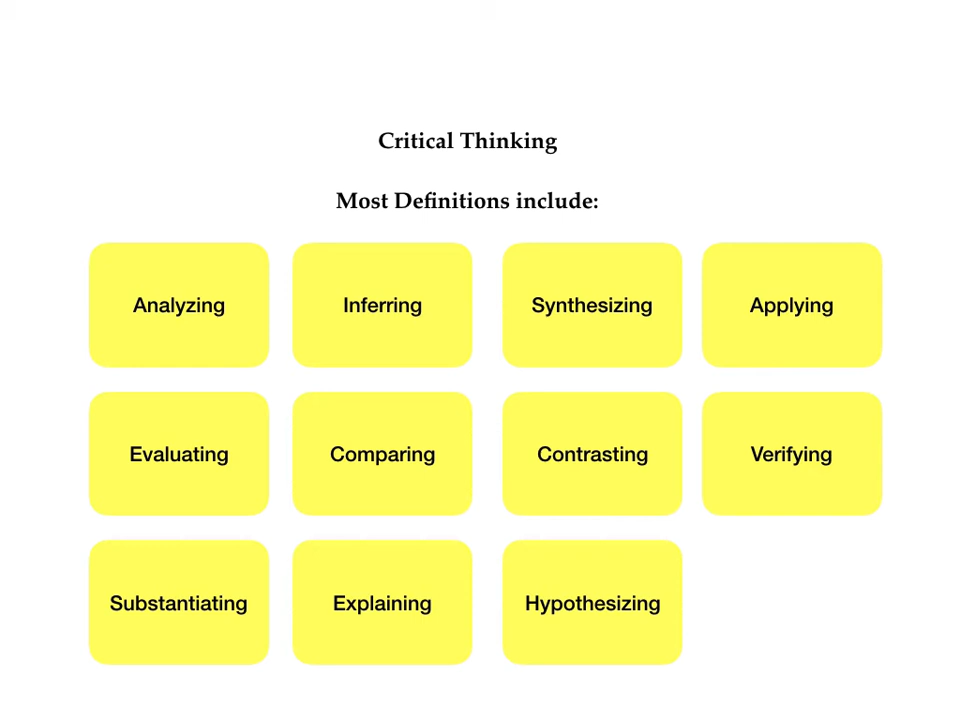 Critical Thinking
Most Definitions include:
Analyzing
Inferring
Synthesizing
Applying
Evaluating
Comparing
Contrasting
Verifying
Substantiating
Explaining
Hypothesizing